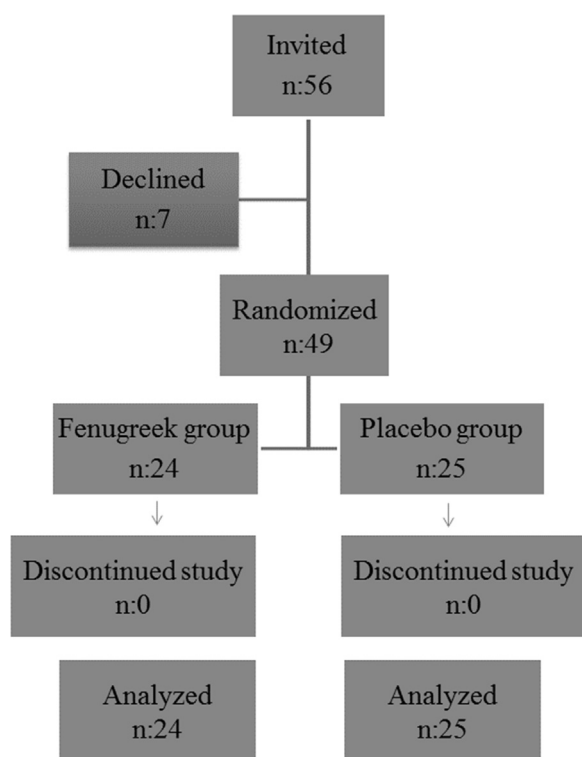 Invited
n:56
Declined
n:7
Randomized
n:49
Fenugreek group
n:24
Placebo group
n:25
Discontinued study
n:0
Discontinued study
n:0
Analyzed
n:24
Analyzed
n:25